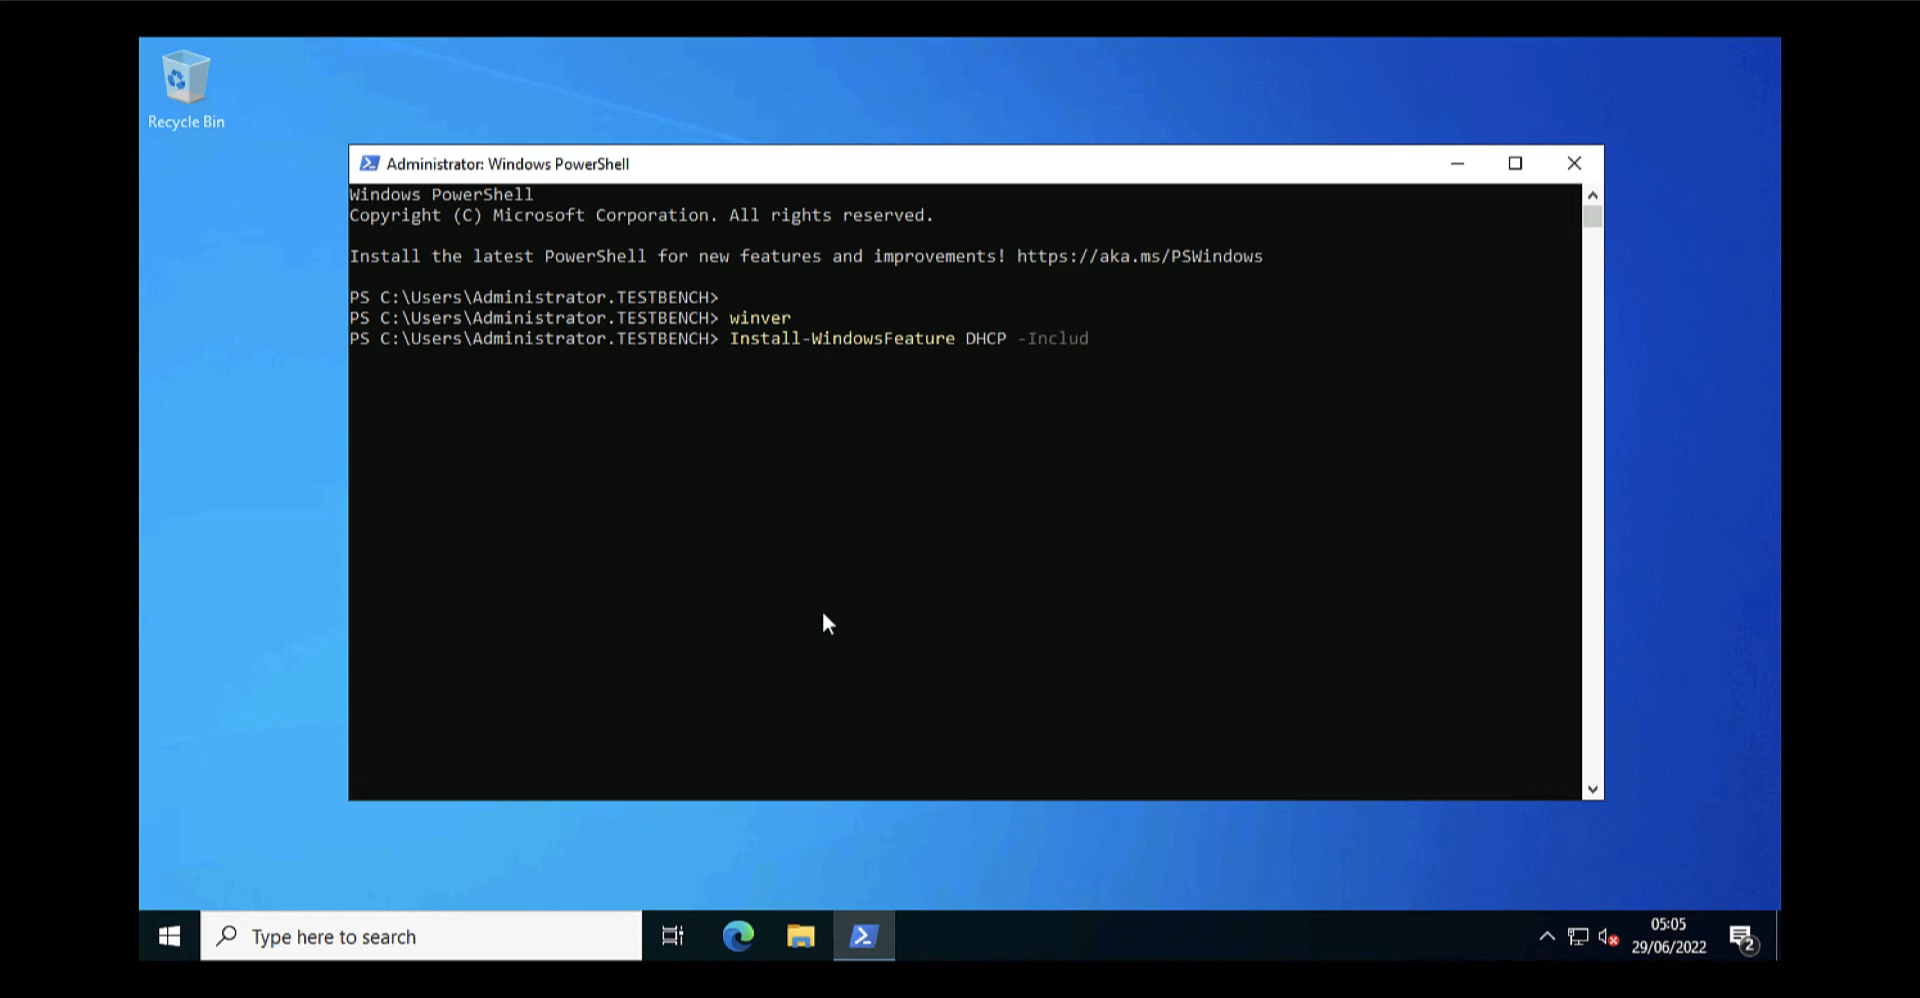 Recycle Bin
Administrator: Windows PowerShell
Windows PowerShell
Copyright (C) Microsoft Corporation. All rights reserved.
Install the latest PowerShell for new features and improvements! https://aka.ms/PSWindows
PS C:\Users\Administrator.TESTBENCH>
PS C:\Users\Administrator.TESTBENCH> winver
PS C:\Users\Administrator.TESTBENCH> Install-WindowsFeature DHCP -Includ
Type here to search
05:05
29/06/2022
2